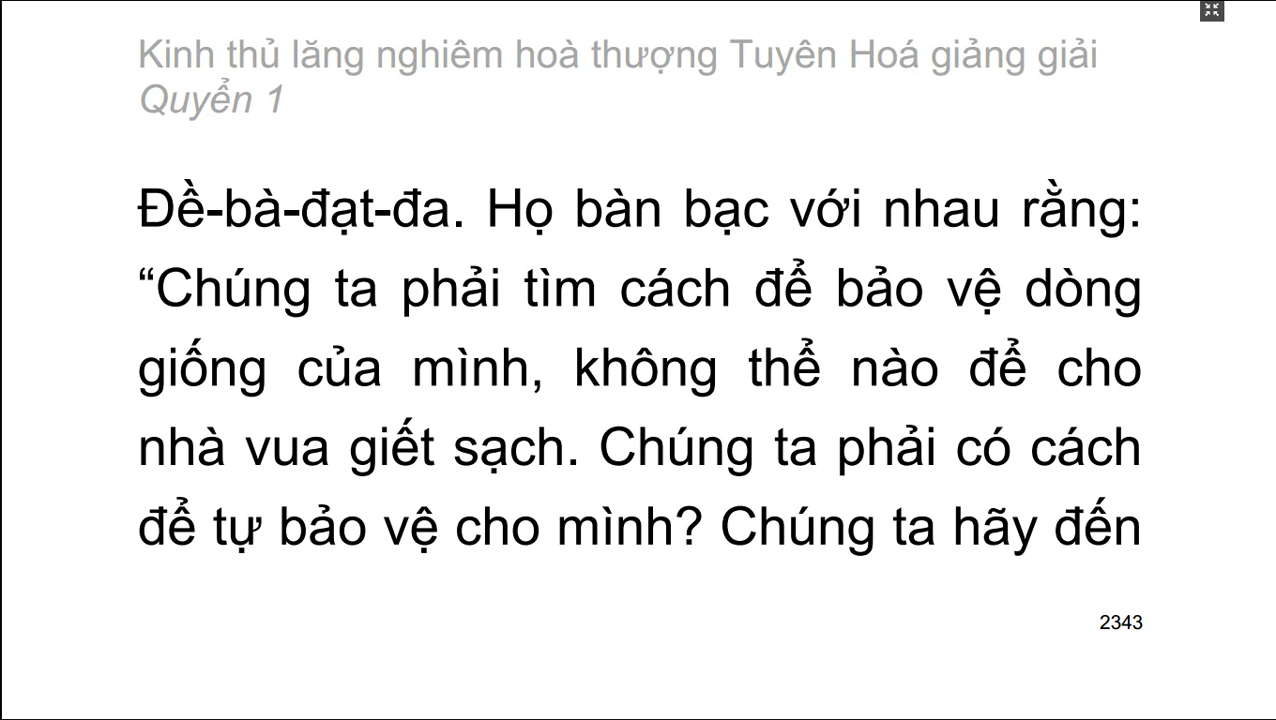 Kinh thủ lăng nghiêm hoà thượng Tuyên Hoá giảng giải
Quyển 1
Đề-bà-đạt-đa. Họ bàn bạc với nhau rằng:
“Chúng ta phải tìm cách để bảo vệ dòng
giống của mình, không thể nào để cho
nhà vua giết sạch. Chúng ta phải có cách
để tự bảo vệ cho mình? Chúng ta hãy đến
2343